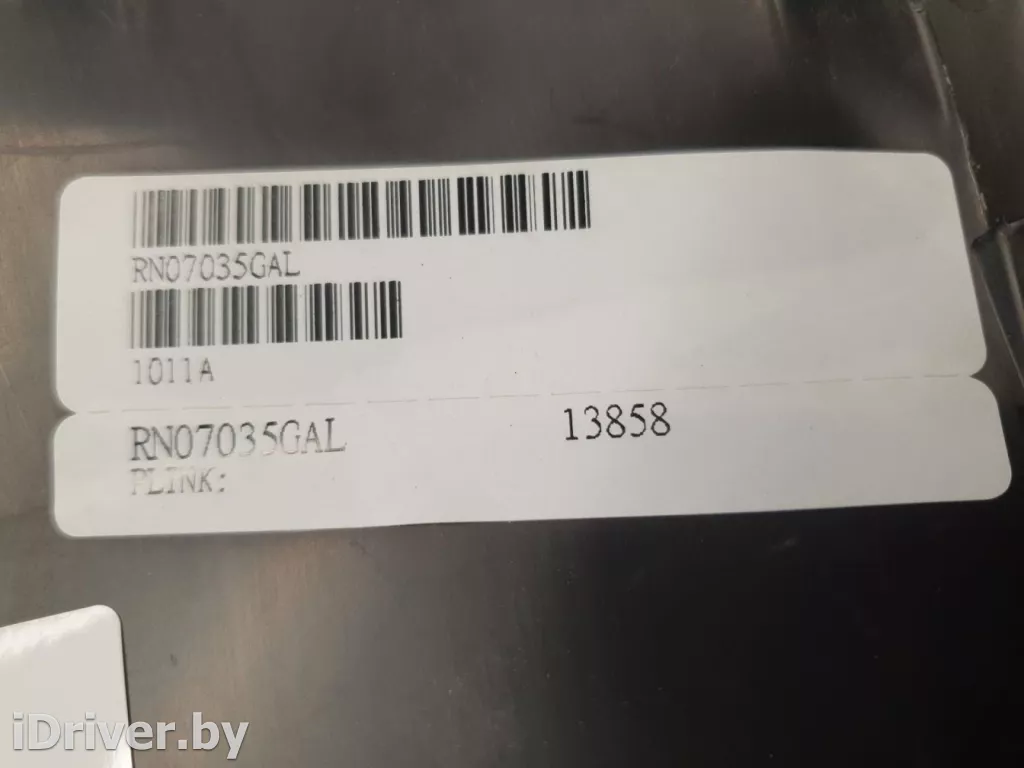 RN07035GAL
1011A
RN07035GAL 13858
PLINK:
iDriver.by